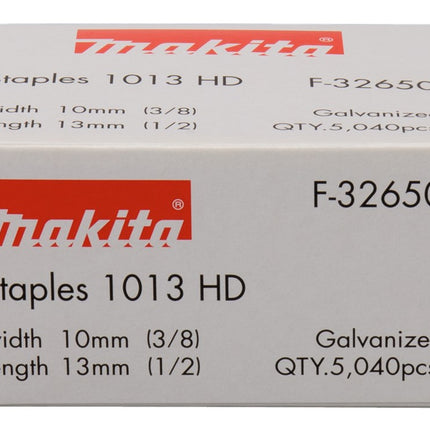 makita®
Staples 1013 HD F-32650
width 10mm (3/8) Galvanized
length 13mm (1/2) QTY.5,040pcs
makita®
Staples 1013 HD F-32650
width 10mm (3/8) Galvanized
length 13mm (1/2) QTY.5,040pcs